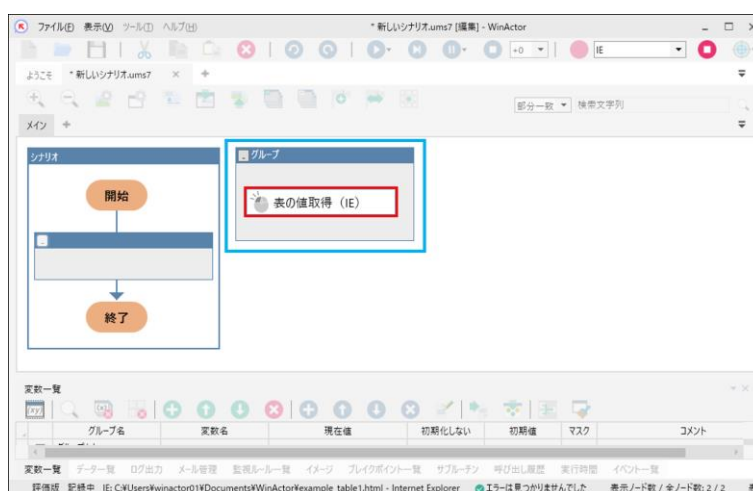 ファイル(F) 表示(V) ツール(T) ヘルプ(H) * 新しいシナリオ.ums7 [編集] - WinActor
+0 IE
ようこそ * 新しいシナリオ.ums7 × +
部分一致 検索文字列
メイン +
シナリオ
グループ
開始
表の値取得（IE）
終了
変数一覧
グループ名 変数名 現在値 初期化しない 初期値 マスク コメント
変数一覧 データ一覧 ログ出力 メール管理 監視ルール一覧 イメージ ブレイクポイント一覧 サブルーチン 呼び出し履歴 実行時間 イベント一覧
評価版 記録中 IE: C:¥Users¥winactor01¥Documents¥WinActor¥example_table1.html - Internet Explorer エラーは見つかりませんでした 表示ノード数 / 全ノード数: 2 / 2